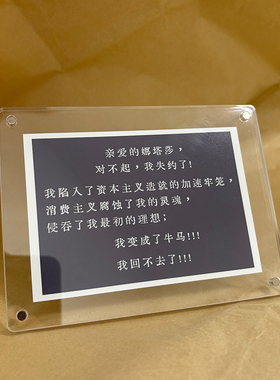 亲爱的娜塔莎，
对不起，我失约了！
我陷入了资本主义造就的加速牢笼，
消费主义腐蚀了我的灵魂，
侵吞了我最初的理想；
我变成了牛马!!!
我回不去了!!!